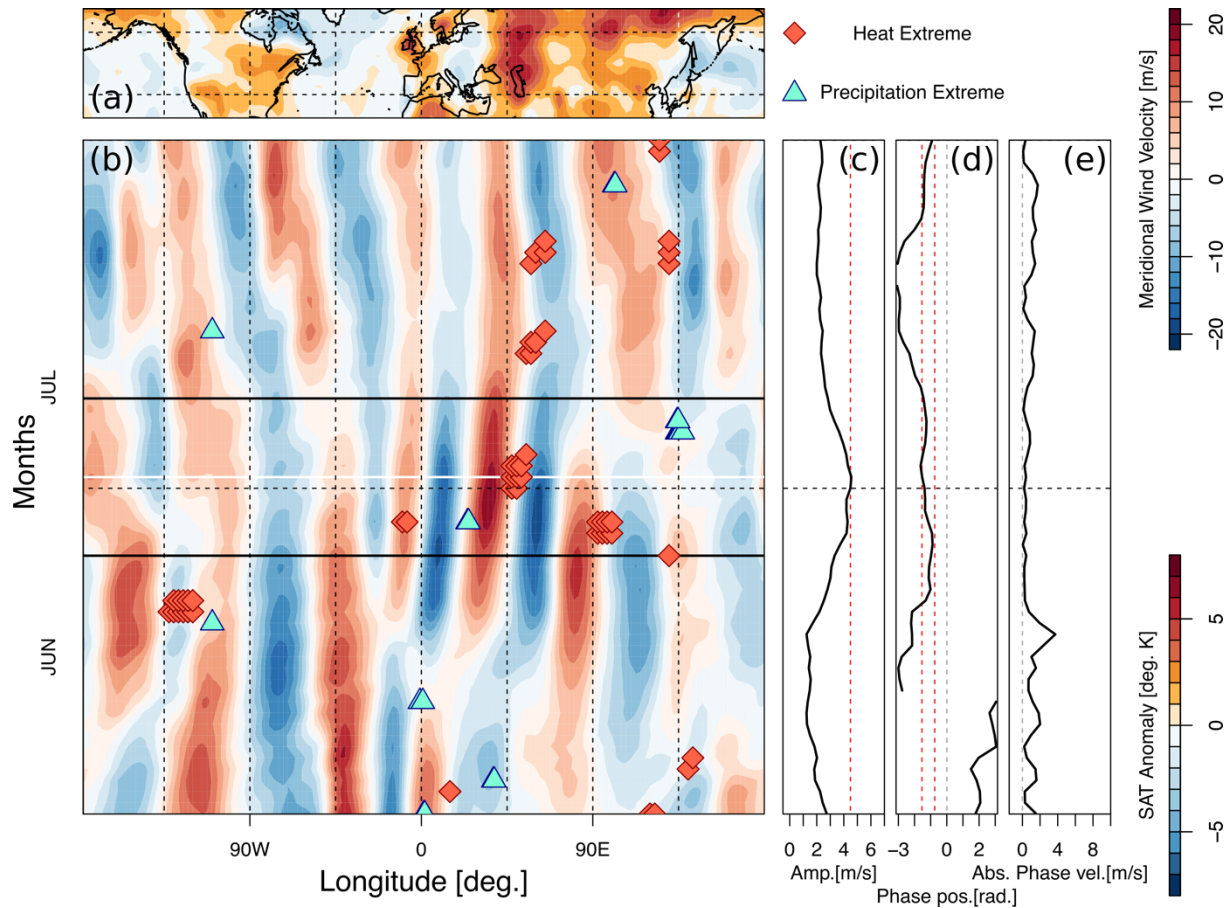 (a)
Heat Extreme
Precipitation Extreme
Meridional Wind Velocity [m/s]
20
10
0
-10
-20
(b)
(c)
(d)
(e)
Months
JUL
JUN
SAT Anomaly [deg. K]
5
0
-5
90W
0
90E
Longitude [deg.]
0 2 4 6
Amp.[m/s]
-3 0 2
Phase pos.[rad.]
0 2 4 6 8
Abs. Phase vel.[m/s]